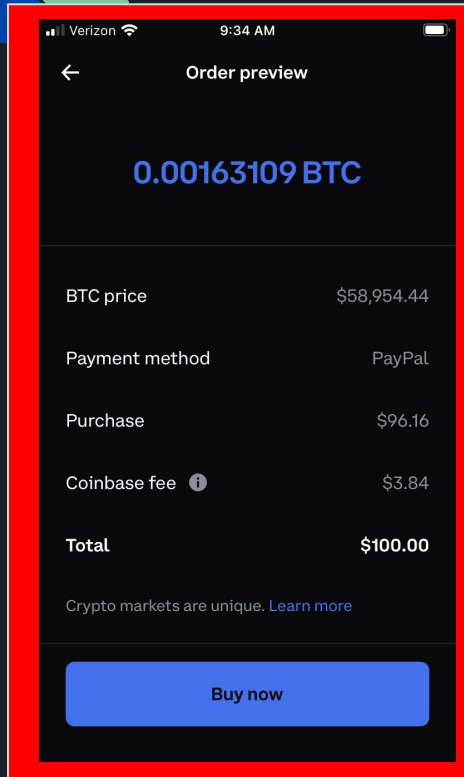 Verizon 9:34 AM
Order preview
0.00163109 BTC
BTC price $58,954.44
Payment method PayPal
Purchase $96.16
Coinbase fee $3.84
Total $100.00
Crypto markets are unique. Learn more
Buy now